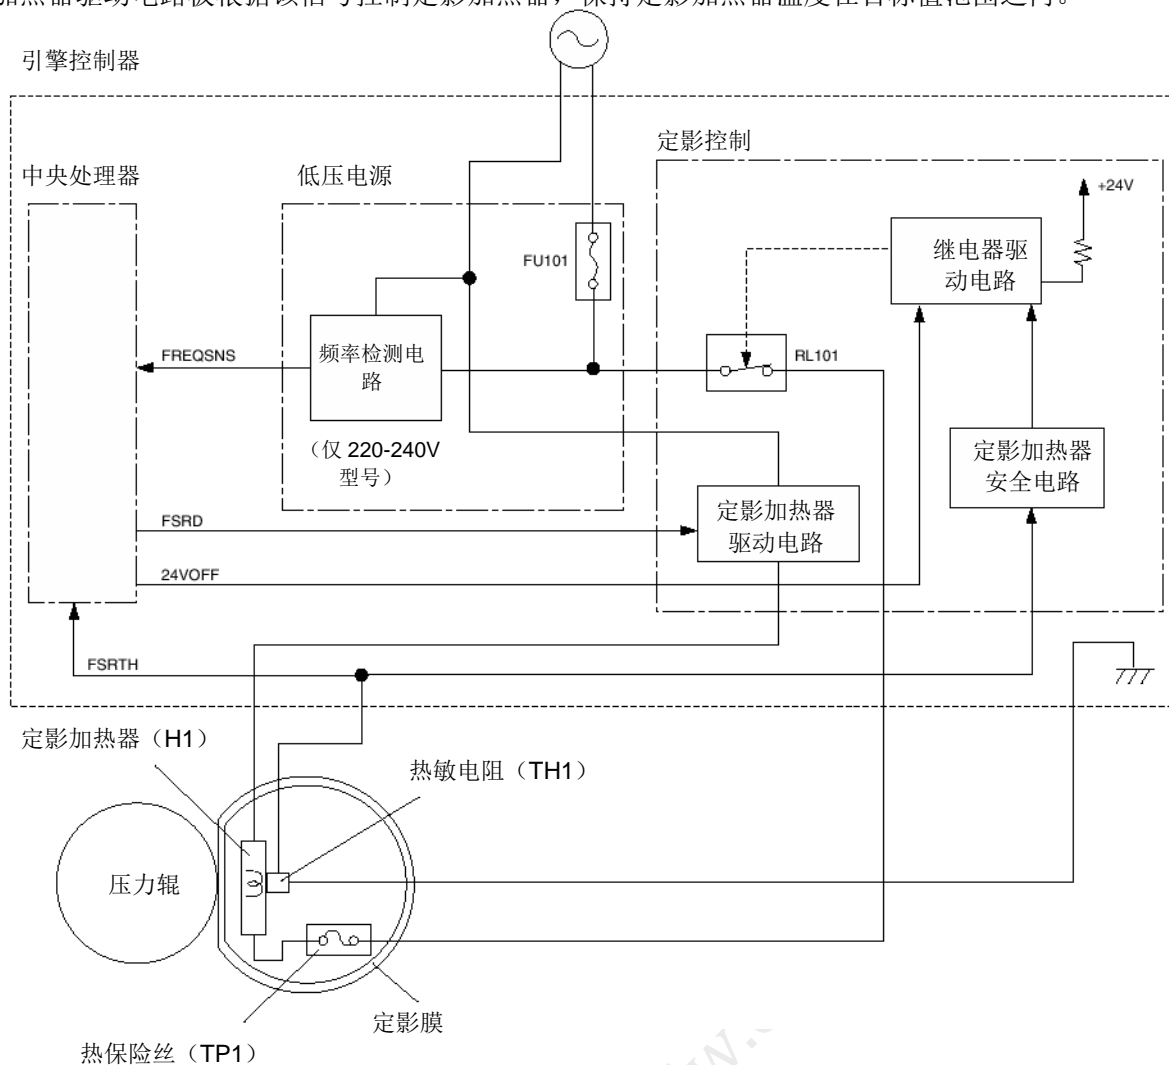 加热器驱动电路板根据该信号控制定影加热器，保持定影加热器温度在目标值范围之内。
引擎控制器
定影控制
中央处理器
低压电源
+24V
FU101
继电器驱
动电路
FREQSNS
频率检测电
路
RL101
（仅 220-240V
型号）
定影加热器
安全电路
FSRD
定影加热器
驱动电路
24VOFF
FSRTH
定影加热器（H1）
热敏电阻（TH1）
压力辊
定影膜
热保险丝（TP1）